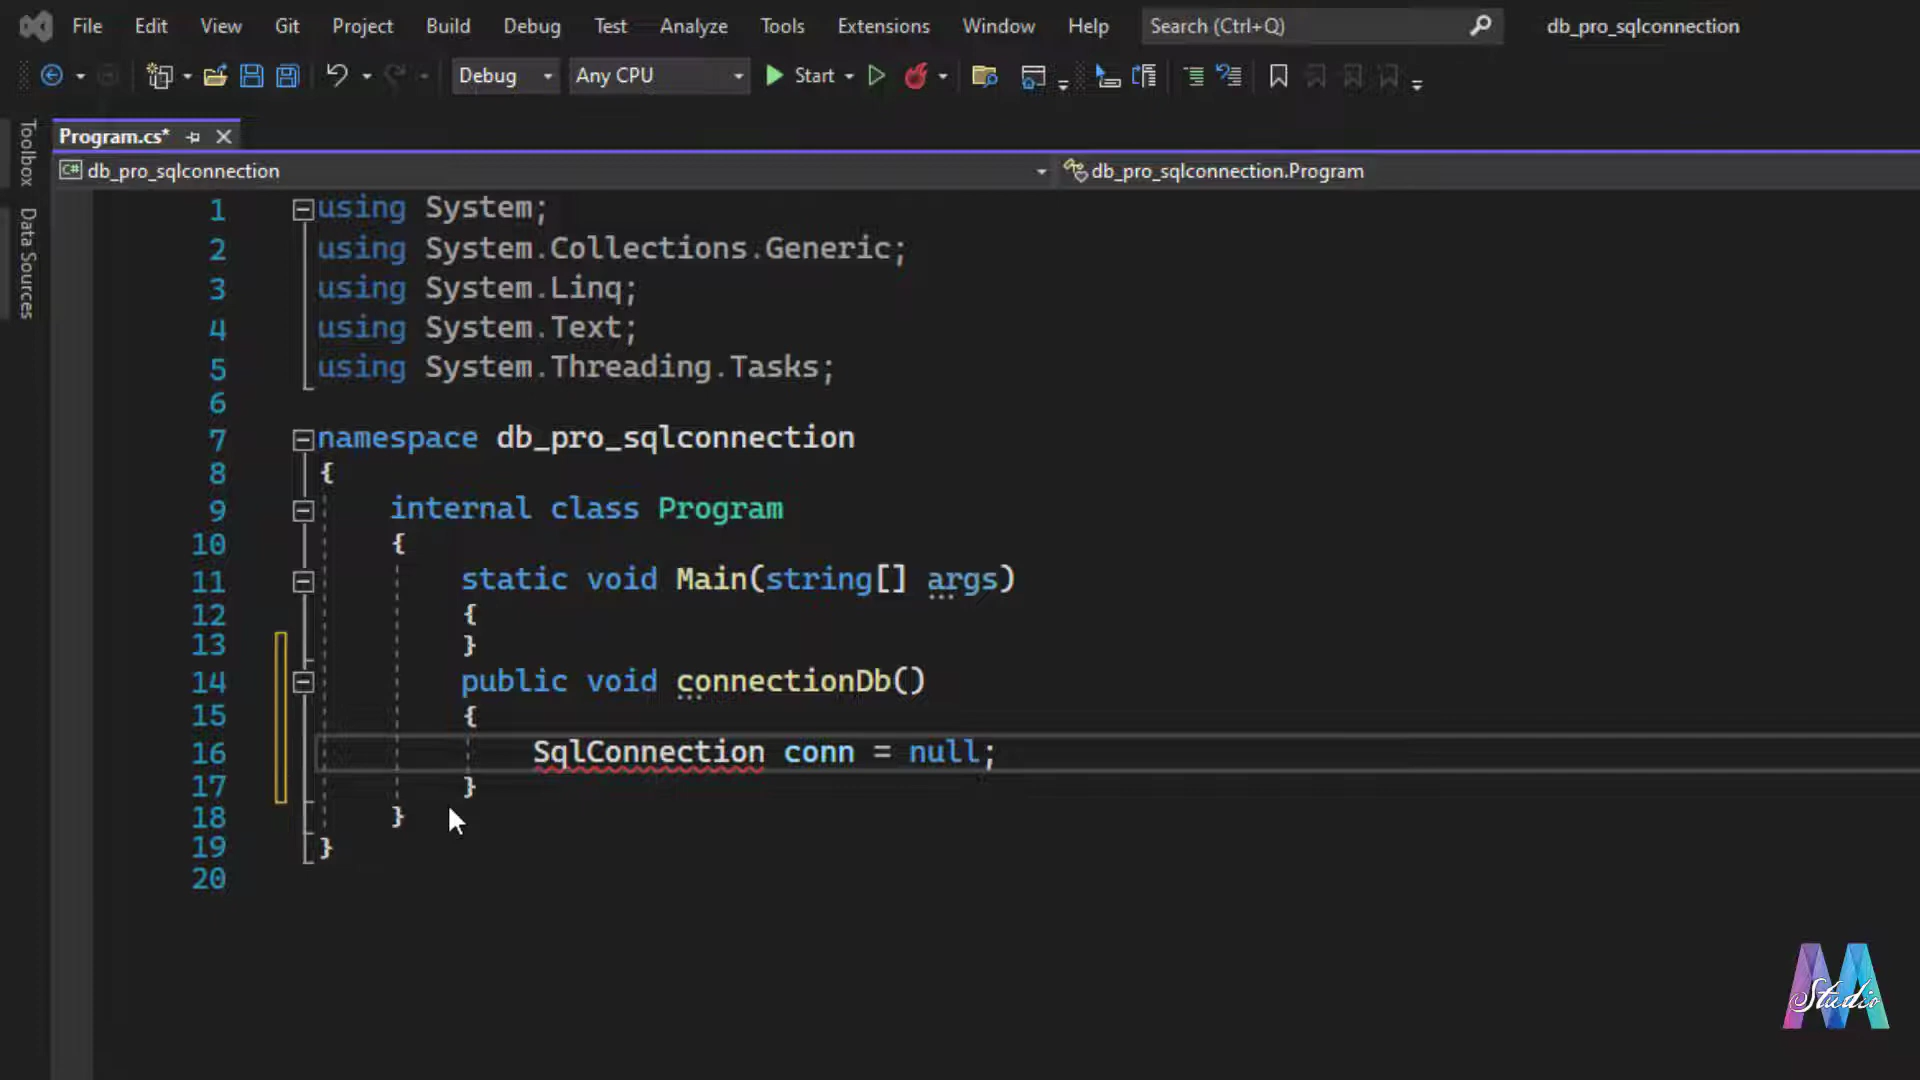 File Edit View Git Project Build Debug Test Analyze Tools Extensions Window Help Search (Ctrl+Q) db_pro_sqlconnection
Debug Any CPU Start
Toolbox
Data Sources
Program.cs*
C# db_pro_sqlconnection db_pro_sqlconnection.Program
1 using System;
2 using System.Collections.Generic;
3 using System.Linq;
4 using System.Text;
5 using System.Threading.Tasks;
6
7 namespace db_pro_sqlconnection
8 {
9 internal class Program
10 {
11 static void Main(string[] args)
12 {
13 }
14 public void connectionDb()
15 {
16 SqlConnection conn = null;
17 }
18 }
19 }
20
MA
Studio